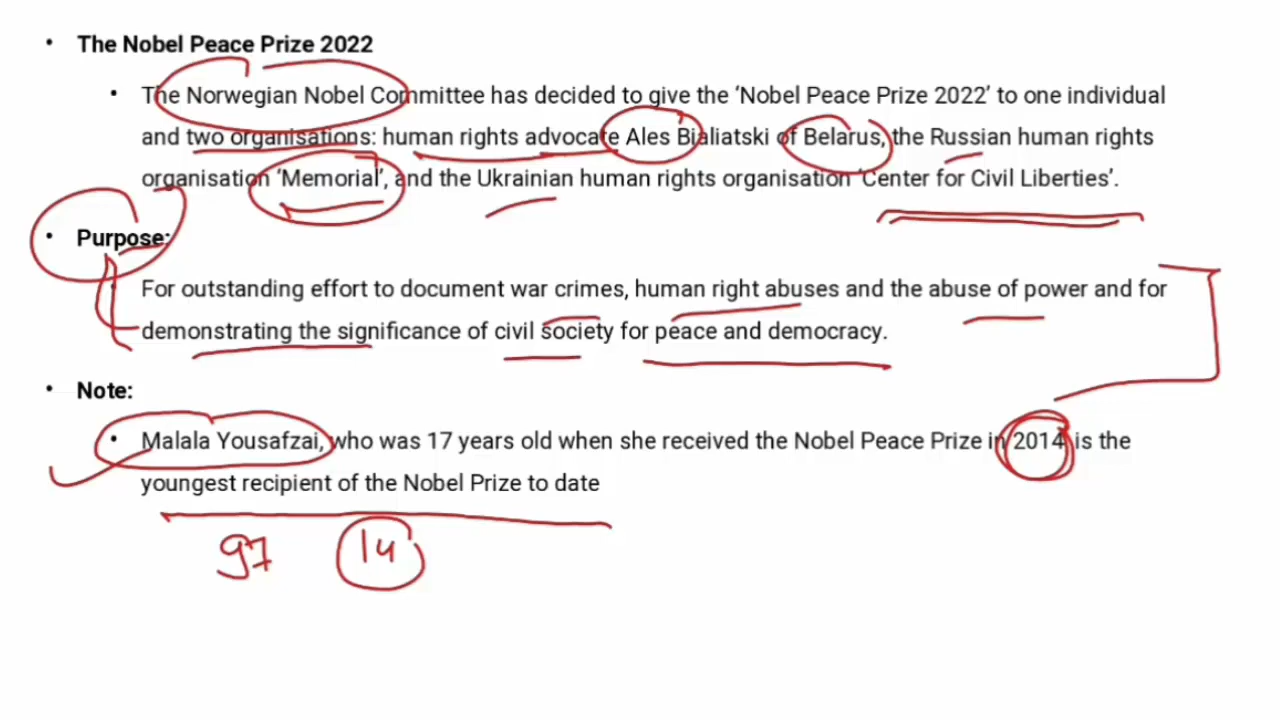 • The Nobel Peace Prize 2022
• The Norwegian Nobel Committee has decided to give the ‘Nobel Peace Prize 2022’ to one individual
and two organisations: human rights advocate Ales Bialiatski of Belarus, the Russian human rights
organisation ‘Memorial’, and the Ukrainian human rights organisation ‘Center for Civil Liberties’.
• Purpose:
For outstanding effort to document war crimes, human right abuses and the abuse of power and for
demonstrating the significance of civil society for peace and democracy.
• Note:
• Malala Yousafzai, who was 17 years old when she received the Nobel Peace Prize in 2014 is the
youngest recipient of the Nobel Prize to date
97 14